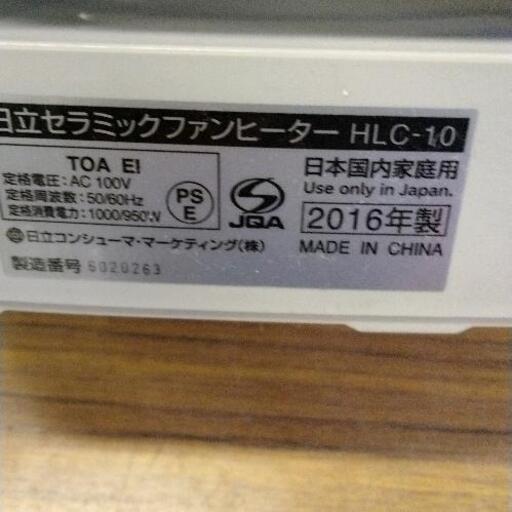 日立セラミックファンヒーター HLC-10
TOA EI
定格電圧:AC 100V
定格周波数:50/60Hz
定格消費電力:1000/950W
PS
E
JQA
日本国内家庭用
Use only in Japan.
2016年製
日立コンシューマ・マーケティング(株)
MADE IN CHINA
製造番号 6020263